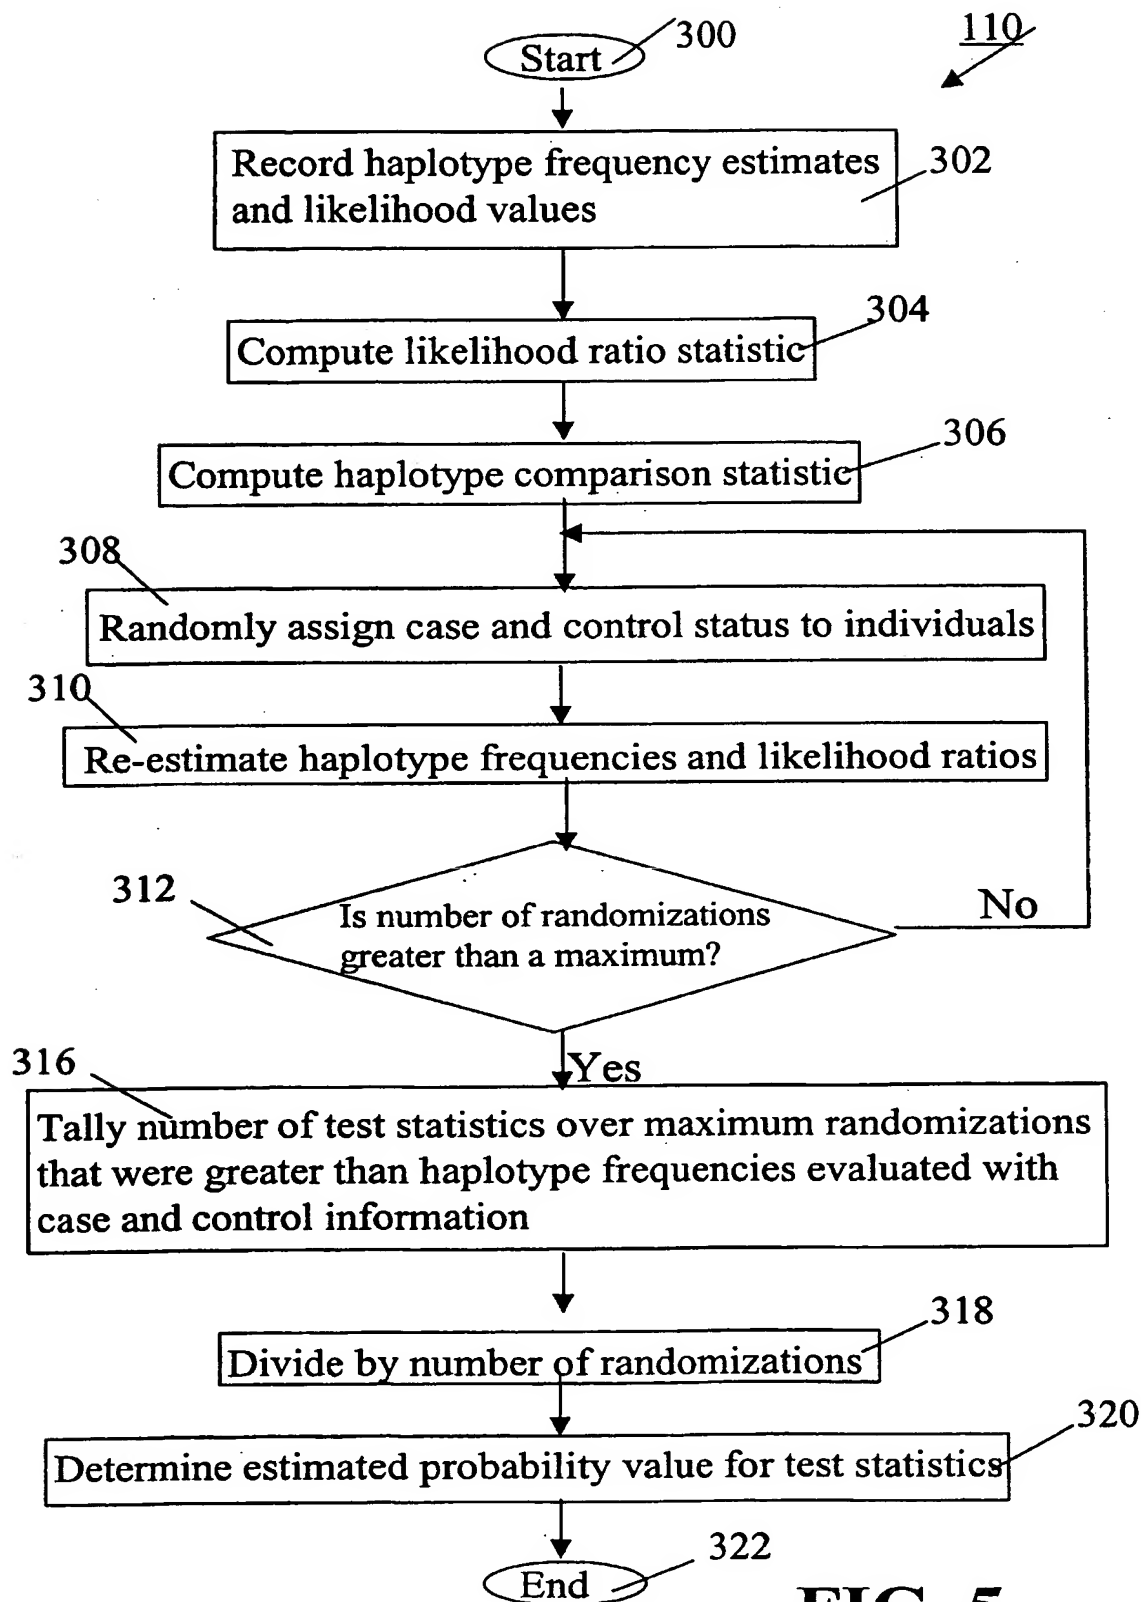 300
110
Start
Record haplotype frequency estimates
and likelihood values
302
304
Compute likelihood ratio statistic
306
Compute haplotype comparison statistic
308
Randomly assign case and control status to individuals
310
Re-estimate haplotype frequencies and likelihood ratios
312
Is number of randomizations
greater than a maximum?
No
Yes
316
Tally number of test statistics over maximum randomizations
that were greater than haplotype frequencies evaluated with
case and control information
318
Divide by number of randomizations
320
Determine estimated probability value for test statistics
322
End
FIG. 5